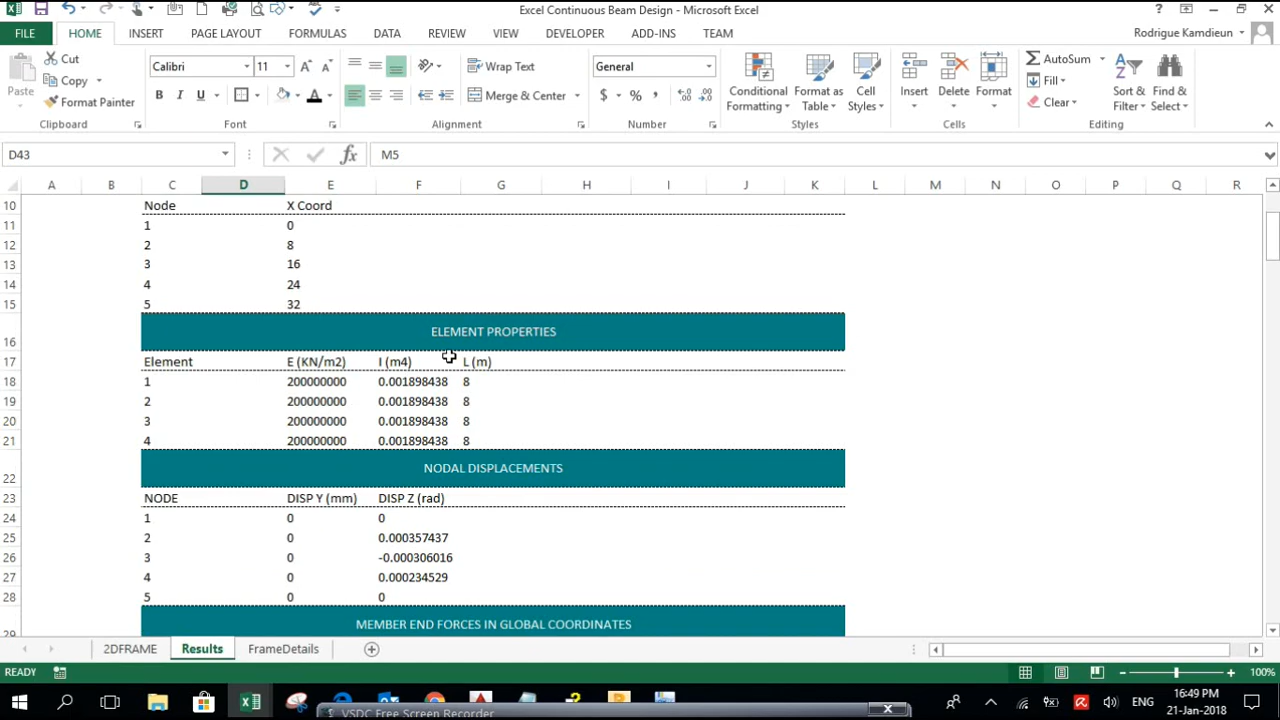 Excel Continuous Beam Design - Microsoft Excel
FILE HOME INSERT PAGE LAYOUT FORMULAS DATA REVIEW VIEW DEVELOPER ADD-INS TEAM Rodrigue Kamdieun
Paste
Cut
Copy
Format Painter
Clipboard
Calibri 11
B I U
Font
Wrap Text
Merge & Center
Alignment
General
$ % ,
Number
Conditional Formatting
Format as Table
Cell Styles
Styles
Insert Delete Format
Cells
AutoSum
Fill
Clear
Sort & Filter
Find & Select
Editing
D43 fx M5
A B C D E F G H I J K L M N O P Q R
10 Node X Coord
11 1 0
12 2 8
13 3 16
14 4 24
15 5 32
16 ELEMENT PROPERTIES
17 Element E (KN/m2) I (m4) L (m)
18 1 200000000 0.001898438 8
19 2 200000000 0.001898438 8
20 3 200000000 0.001898438 8
21 4 200000000 0.001898438 8
22 NODAL DISPLACEMENTS
23 NODE DISP Y (mm) DISP Z (rad)
24 1 0 0
25 2 0 0.000357437
26 3 0 -0.000306016
27 4 0 0.000234529
28 5 0 0
29 MEMBER END FORCES IN GLOBAL COORDINATES
2DFRAME Results FrameDetails
READY 100%
ENG
16:49 PM
21-Jan-2018
VSDC Free Screen Recorder